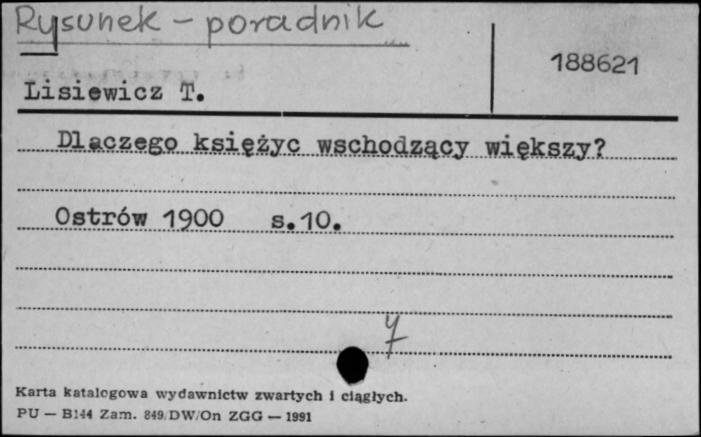 Rysunek - poradnik
188621
Lisiewicz T.
Dlaczego księżyc wschodzący większy?
Ostrów 1900 s.10.
7
Karta katalogowa wydawnictw zwartych i ciągłych.
PU — B144 Zam. 849. DW/On ZGG — 1991